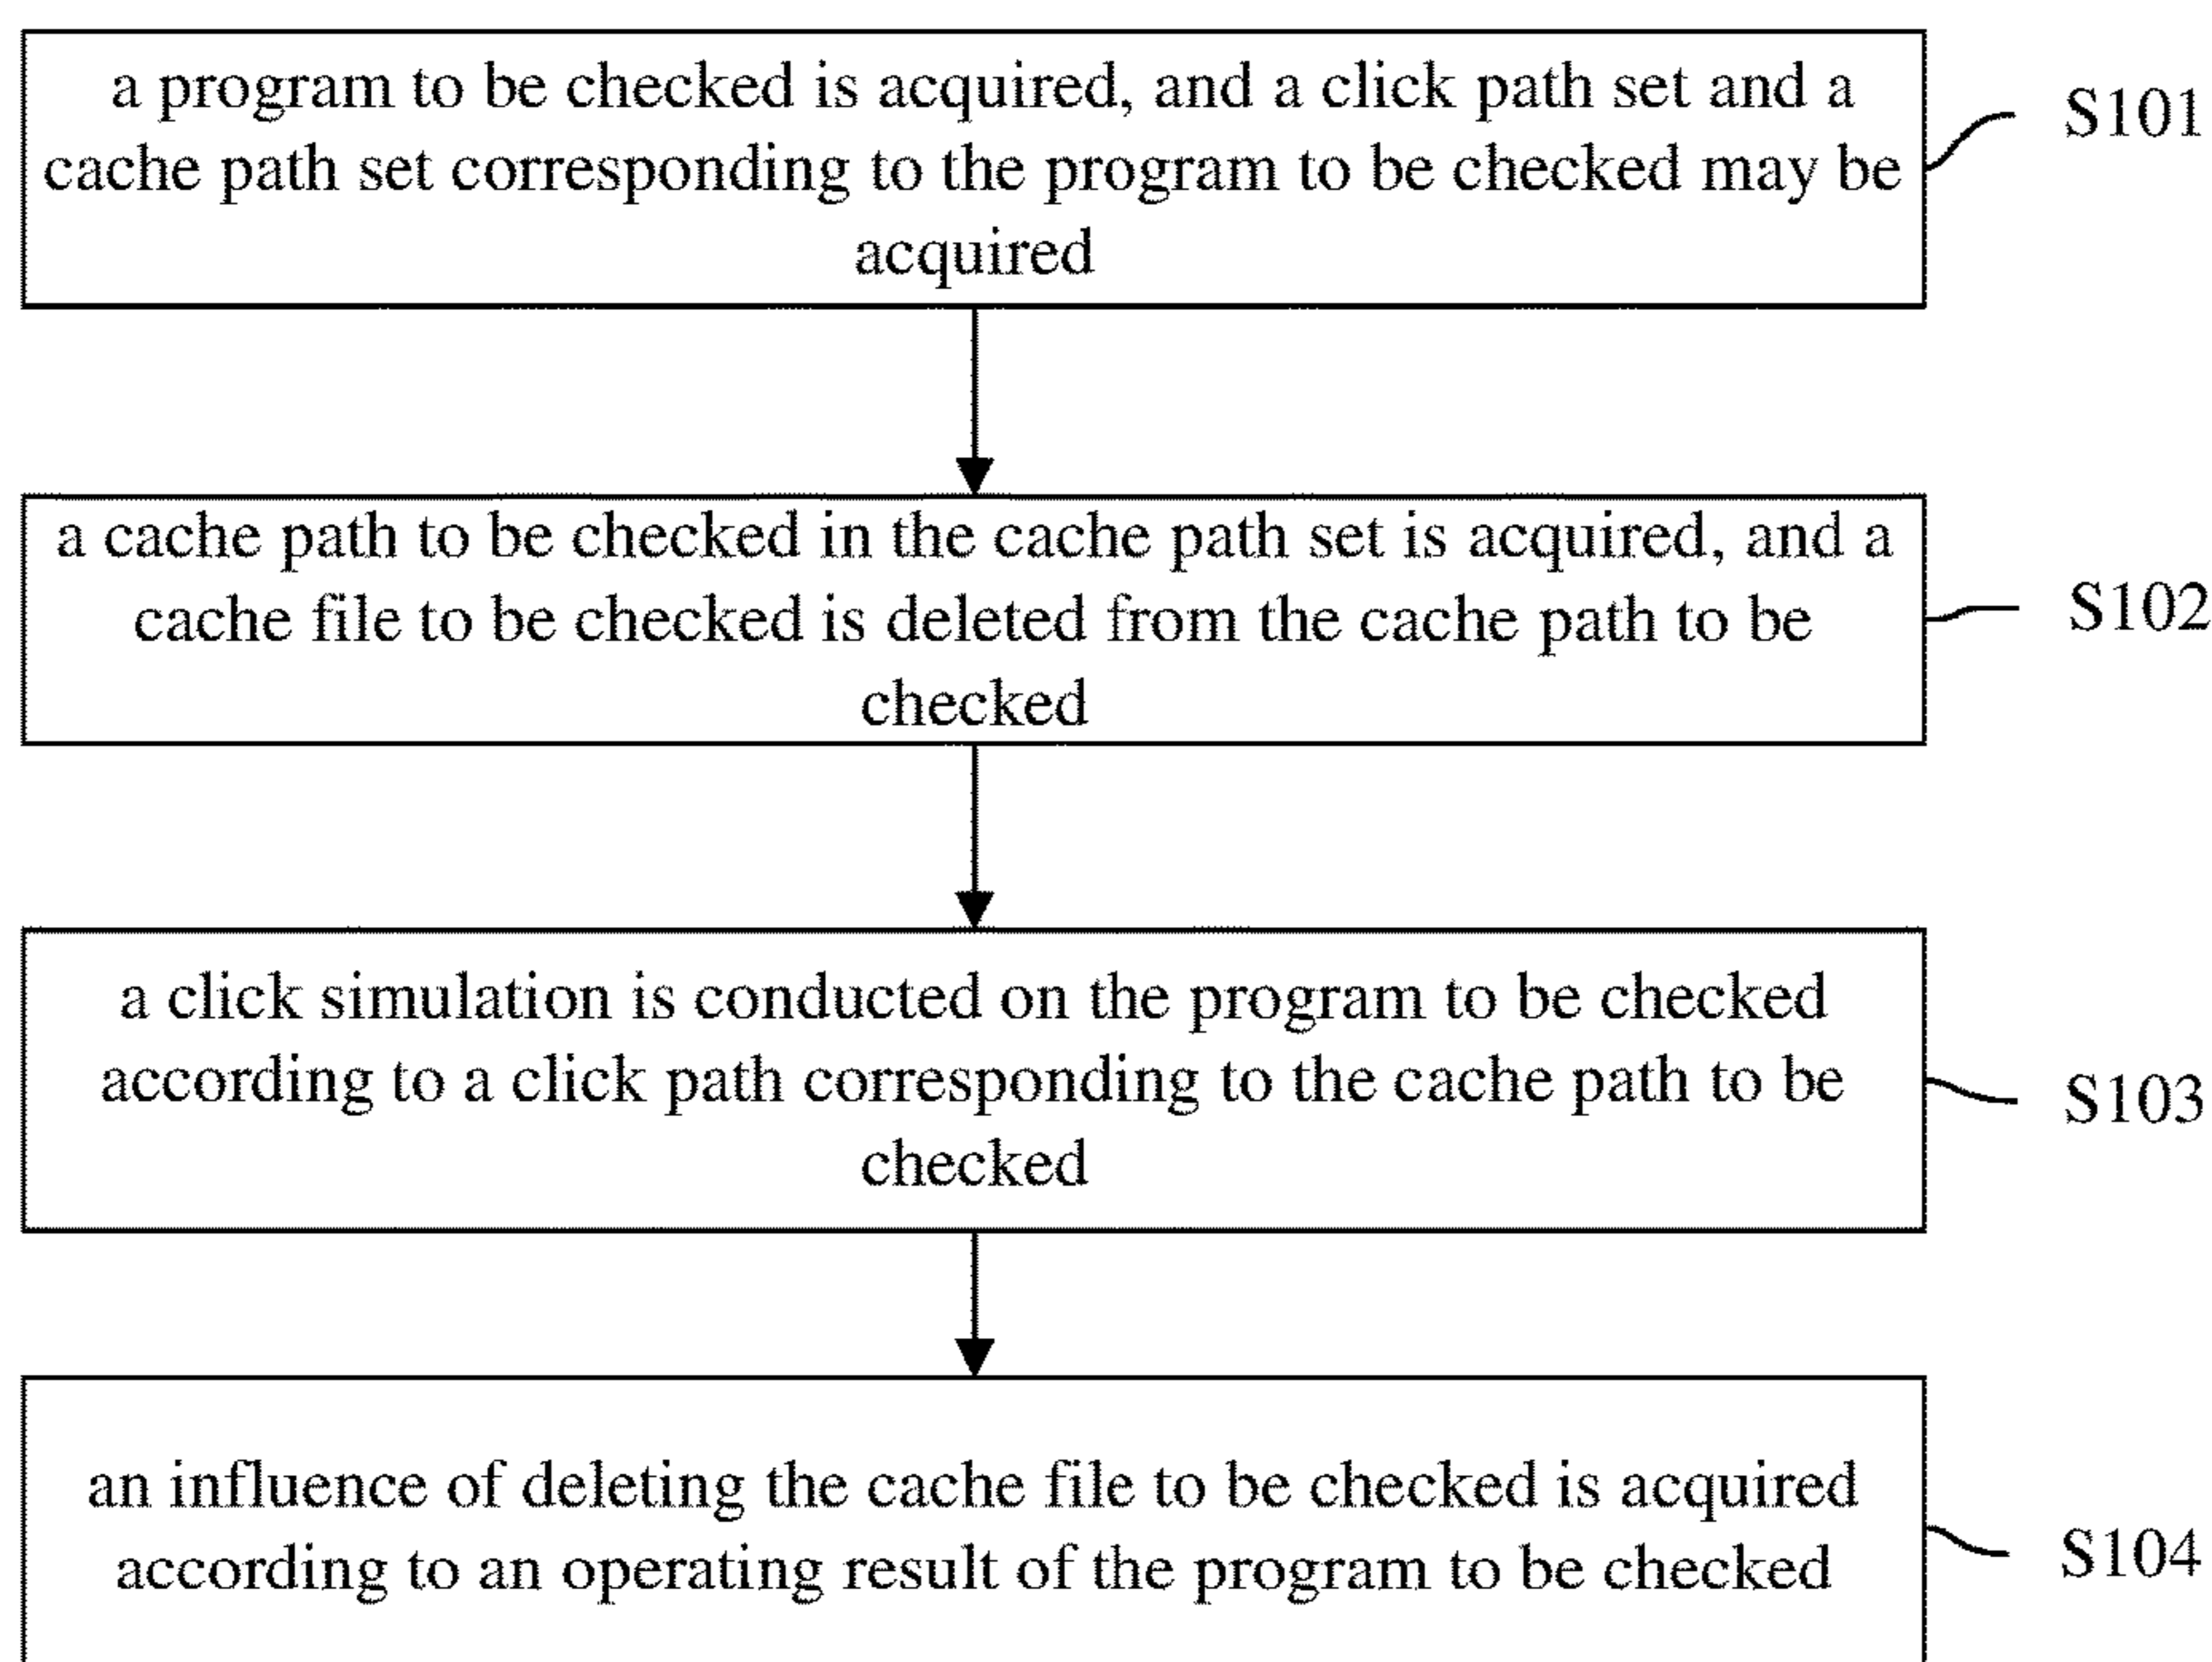 a program to be checked is acquired, and a click path set and a
cache path set corresponding to the program to be checked may be
acquired
S101
a cache path to be checked in the cache path set is acquired, and a
cache file to be checked is deleted from the cache path to be
checked
S102
a click simulation is conducted on the program to be checked
according to a click path corresponding to the cache path to be
checked
S103
an influence of deleting the cache file to be checked is acquired
according to an operating result of the program to be checked
S104